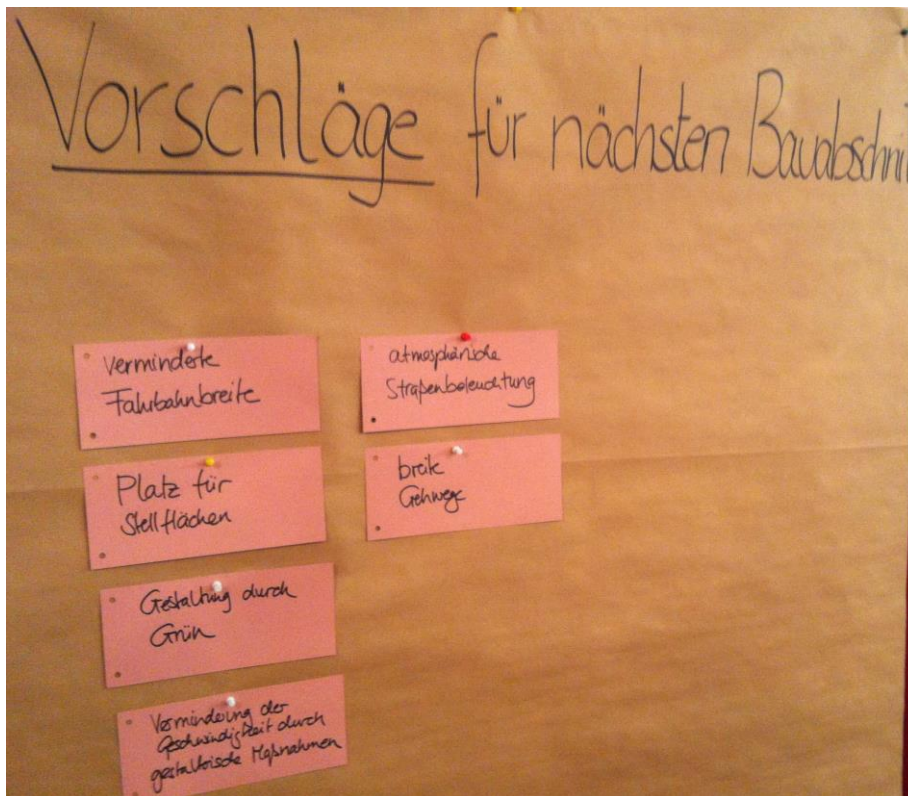 Vorschläge für nächsten Bauabschnit
verminderte
Fahrbahnbreite
Platz für
Stellflächen
Gestaltung durch
Grün
Verminderung der
Geschwindigkeit durch
gestalterische Maßnahmen
atmosphärische
Straßenbeleuchtung
breite
Gehwege